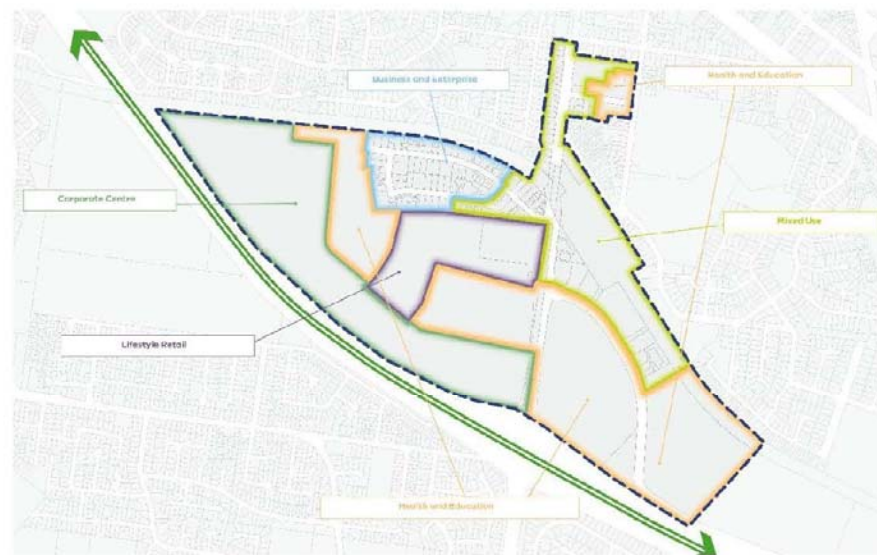 Business and Enterprise
Health and Education
Corporate Centre
Mixed Use
Lifestyle Retail
Health and Education